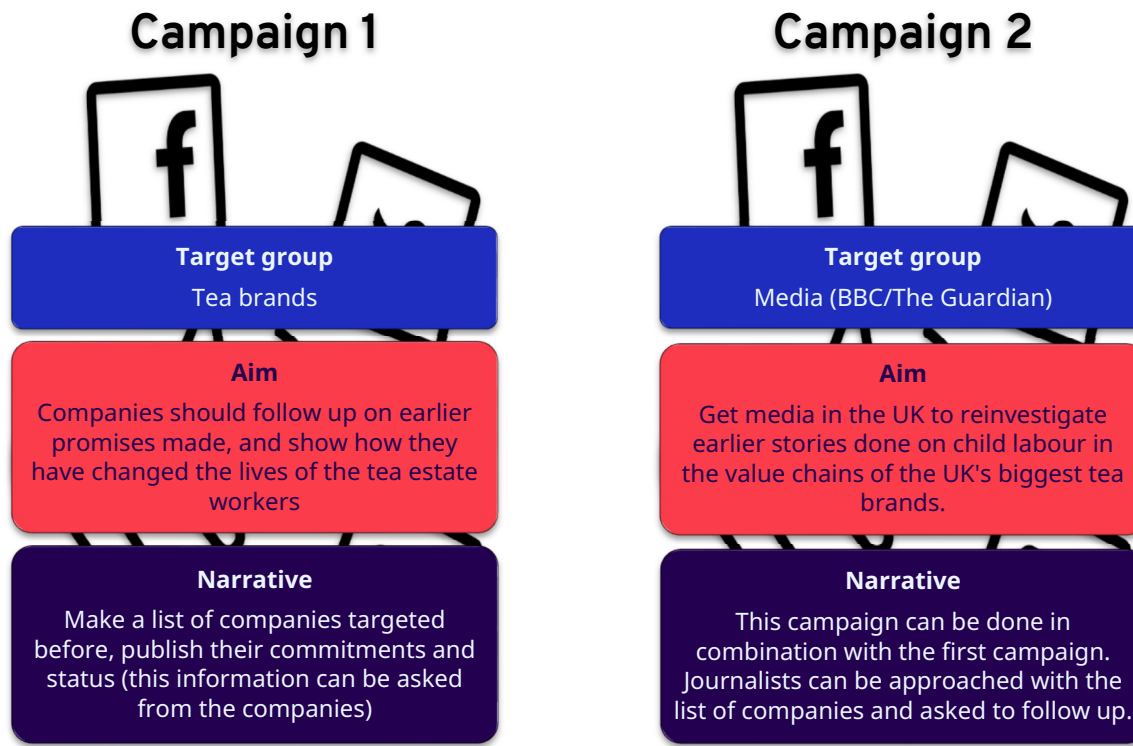 Campaign 1
f
Target group
Tea brands
Aim
Companies should follow up on earlier
promises made, and show how they
have changed the lives of the tea estate
workers
Narrative
Make a list of companies targeted
before, publish their commitments and
status (this information can be asked
from the companies)
Campaign 2
f
Target group
Media (BBC/The Guardian)
Aim
Get media in the UK to reinvestigate
earlier stories done on child labour in
the value chains of the UK's biggest tea
brands.
Narrative
This campaign can be done in
combination with the first campaign.
Journalists can be approached with the
list of companies and asked to follow up.